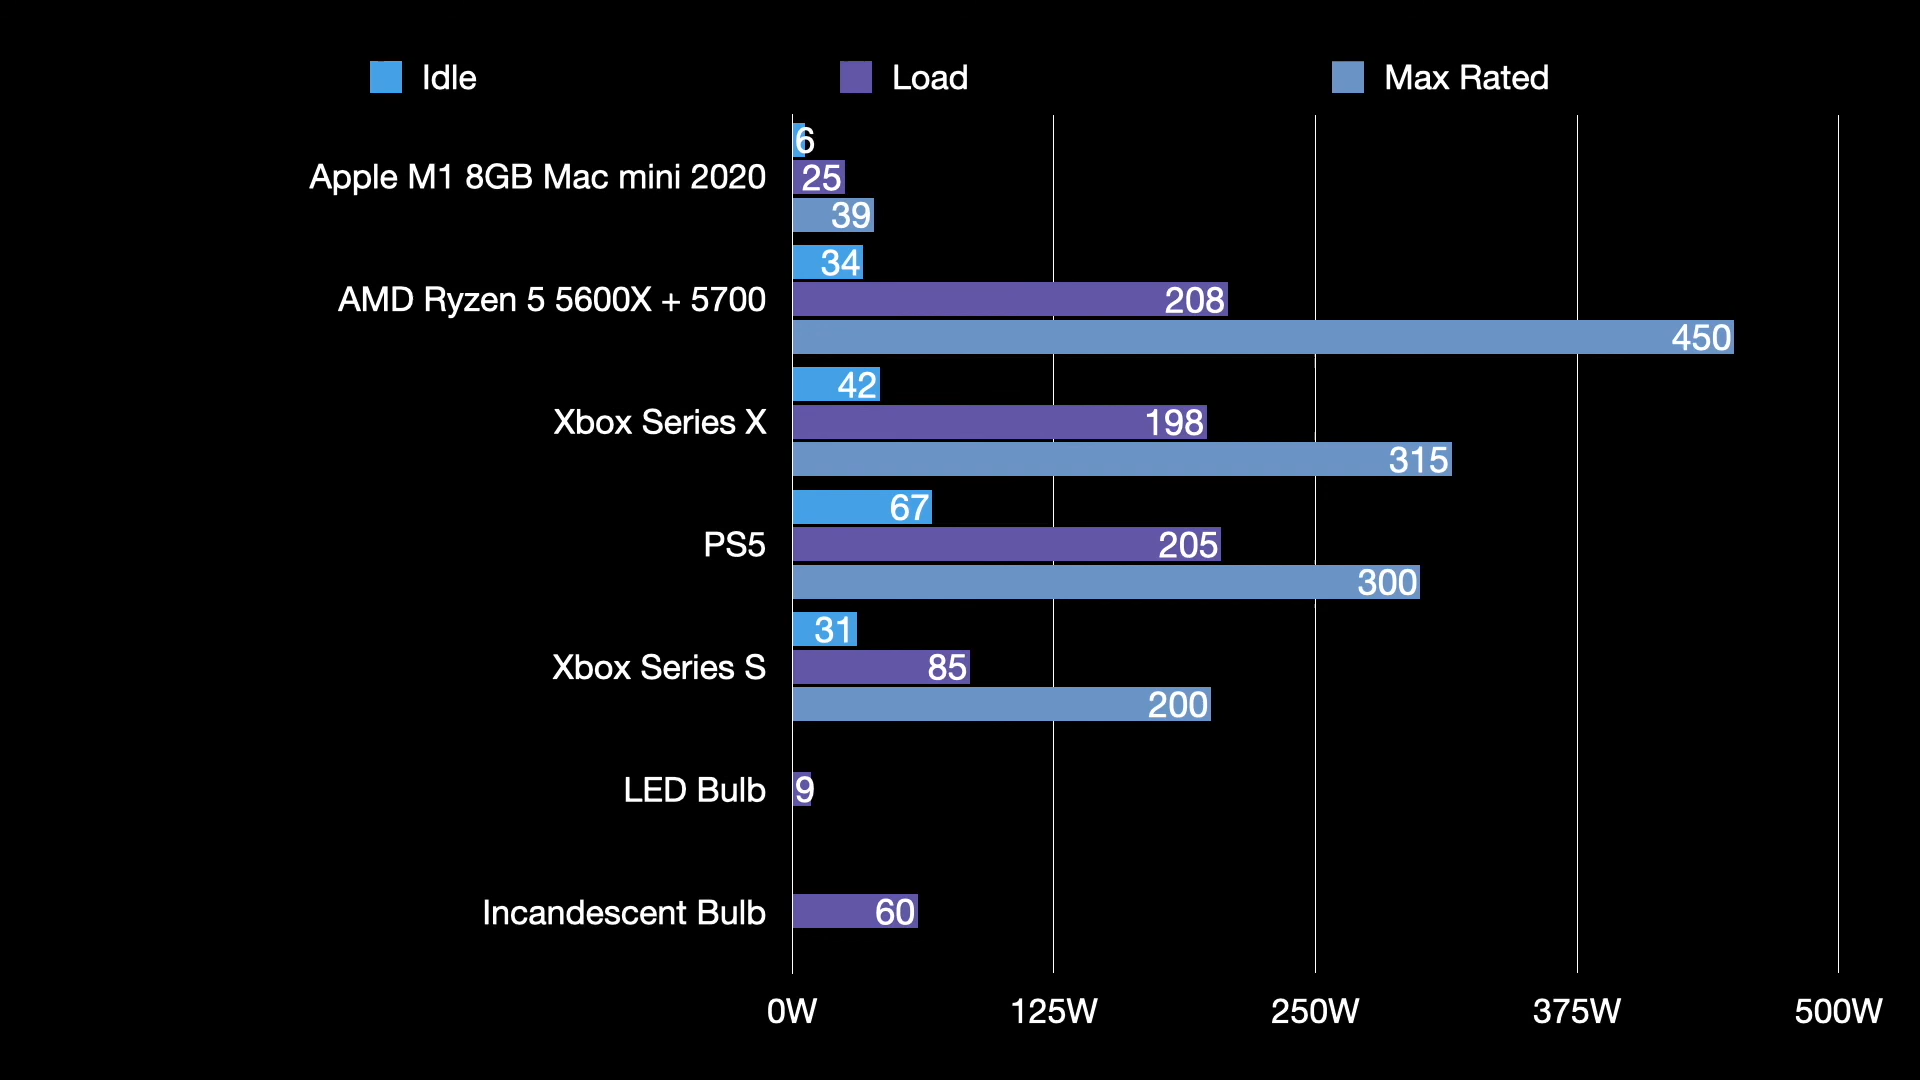 Idle
Load
Max Rated
Apple M1 8GB Mac mini 2020
6
25
39
AMD Ryzen 5 5600X + 5700
34
208
450
Xbox Series X
42
198
315
PS5
67
205
300
Xbox Series S
31
85
200
LED Bulb
9
Incandescent Bulb
60
0W
125W
250W
375W
500W